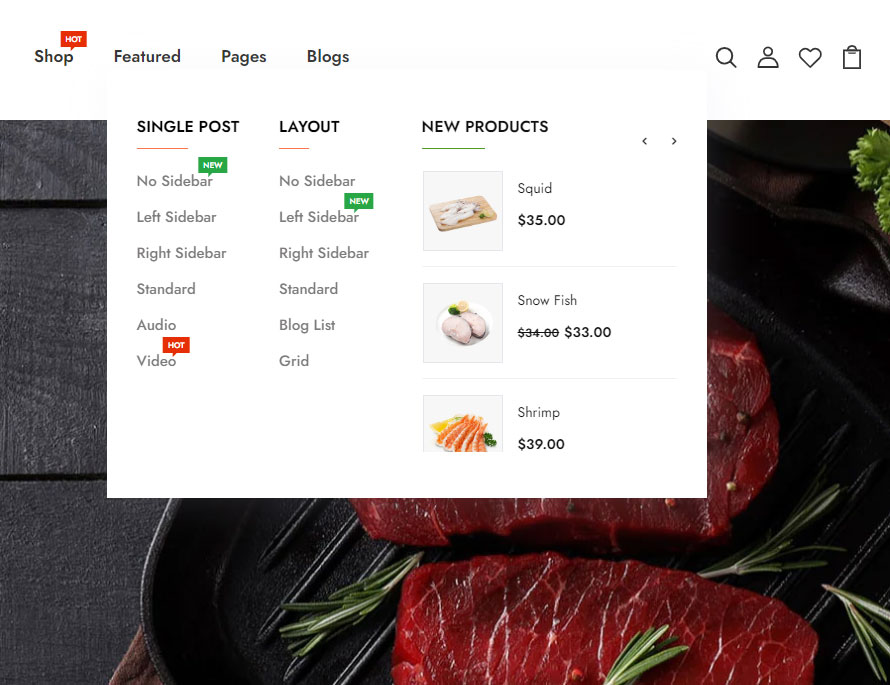 HOT
Shop Featured Pages Blogs
SINGLE POST
NEW
No Sidebar
Left Sidebar
Right Sidebar
Standard
Audio
HOT
Video
LAYOUT
No Sidebar
NEW
Left Sidebar
Right Sidebar
Standard
Blog List
Grid
NEW PRODUCTS
Squid
$35.00
Snow Fish
$34.00 $33.00
Shrimp
$39.00